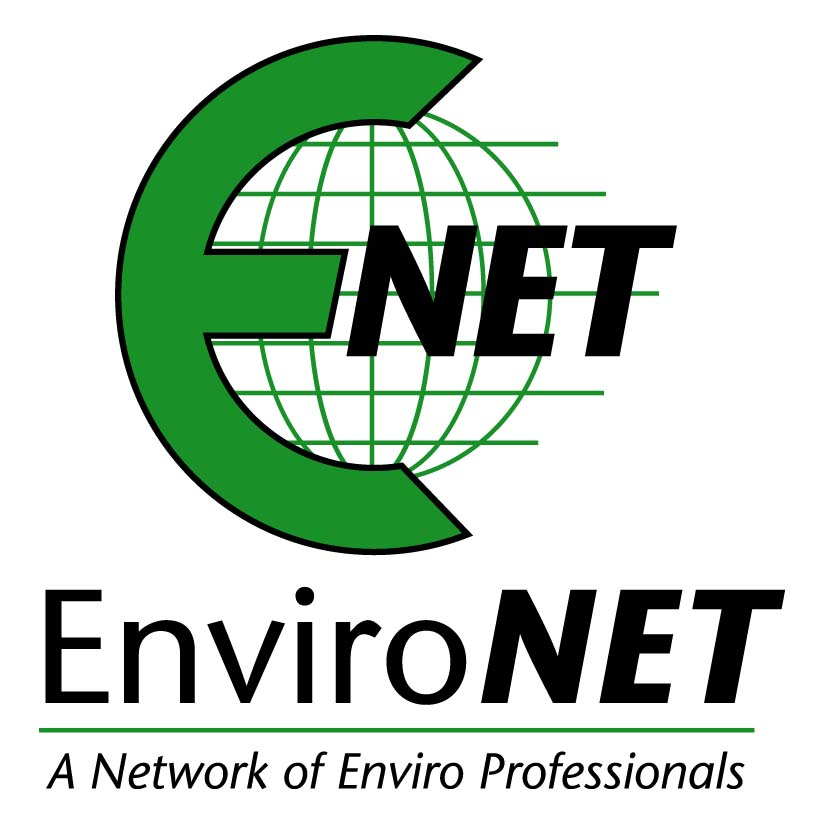 ENET
EnviroNET
A Network of Enviro Professionals